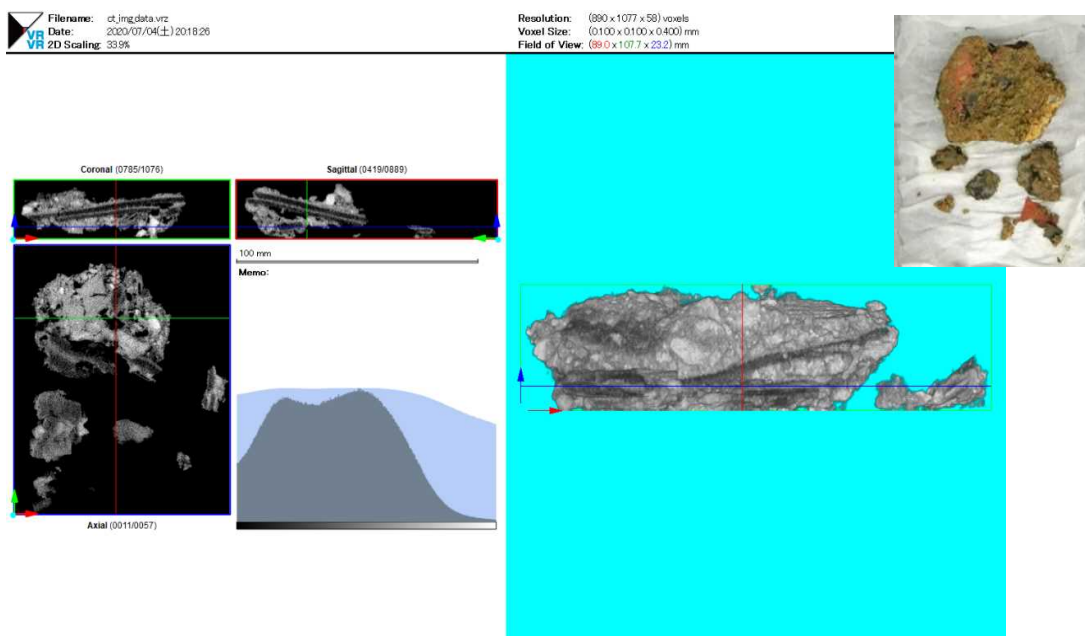 VR
VR
Filename: ct_img.data.vrz
Date: 2020/07/04(土) 20:18:26
2D Scaling: 33.9%
Resolution: (890 x 1077 x 58) voxels
Voxel Size: (0.100 x 0.100 x 0.400) mm
Field of View: (89.0 x 107.7 x 23.2) mm
Coronal (0785/1076)
Sagittal (0419/0889)
100 mm
Memo:
Axial (0011/0057)